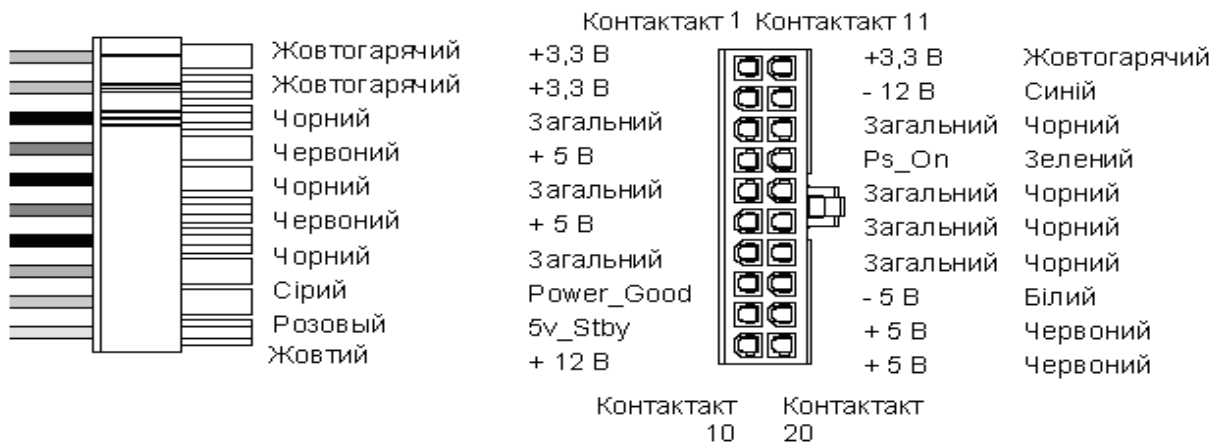 Контактакт 1 Контактакт 11
Жовтогарячий +3,3 В +3,3 В Жовтогарячий
Жовтогарячий +3,3 В - 12 В Синій
Чорний Загальний Загальний Чорний
Червоний + 5 В Ps_On Зелений
Чорний Загальний Загальний Чорний
Червоний + 5 В Загальний Чорний
Чорний Загальний Загальний Чорний
Сірий Power_Good - 5 В Білий
Розовый 5v_Stby + 5 В Червоний
Жовтий + 12 В + 5 В Червоний
Контактакт Контактакт
10 20